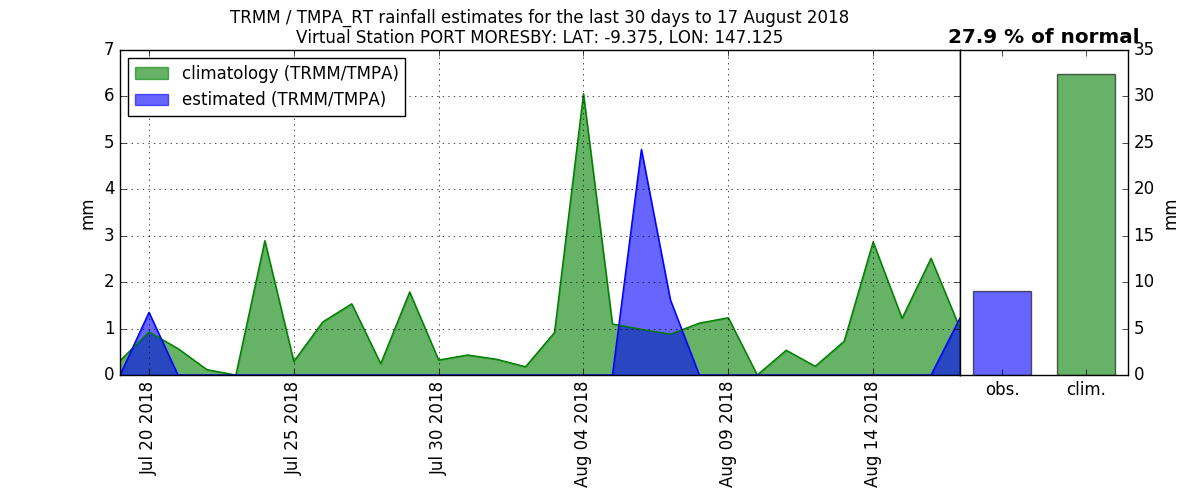 TRMM / TMPA_RT rainfall estimates for the last 30 days to 17 August 2018
Virtual Station PORT MORESBY: LAT: -9.375, LON: 147.125
27.9 % of normal
climatology (TRMM/TMPA)
estimated (TRMM/TMPA)
7
6
5
4
3
2
1
0
mm
Jul 20 2018
Jul 25 2018
Jul 30 2018
Aug 04 2018
Aug 09 2018
Aug 14 2018
35
30
25
20
15
10
5
0
mm
obs.
clim.